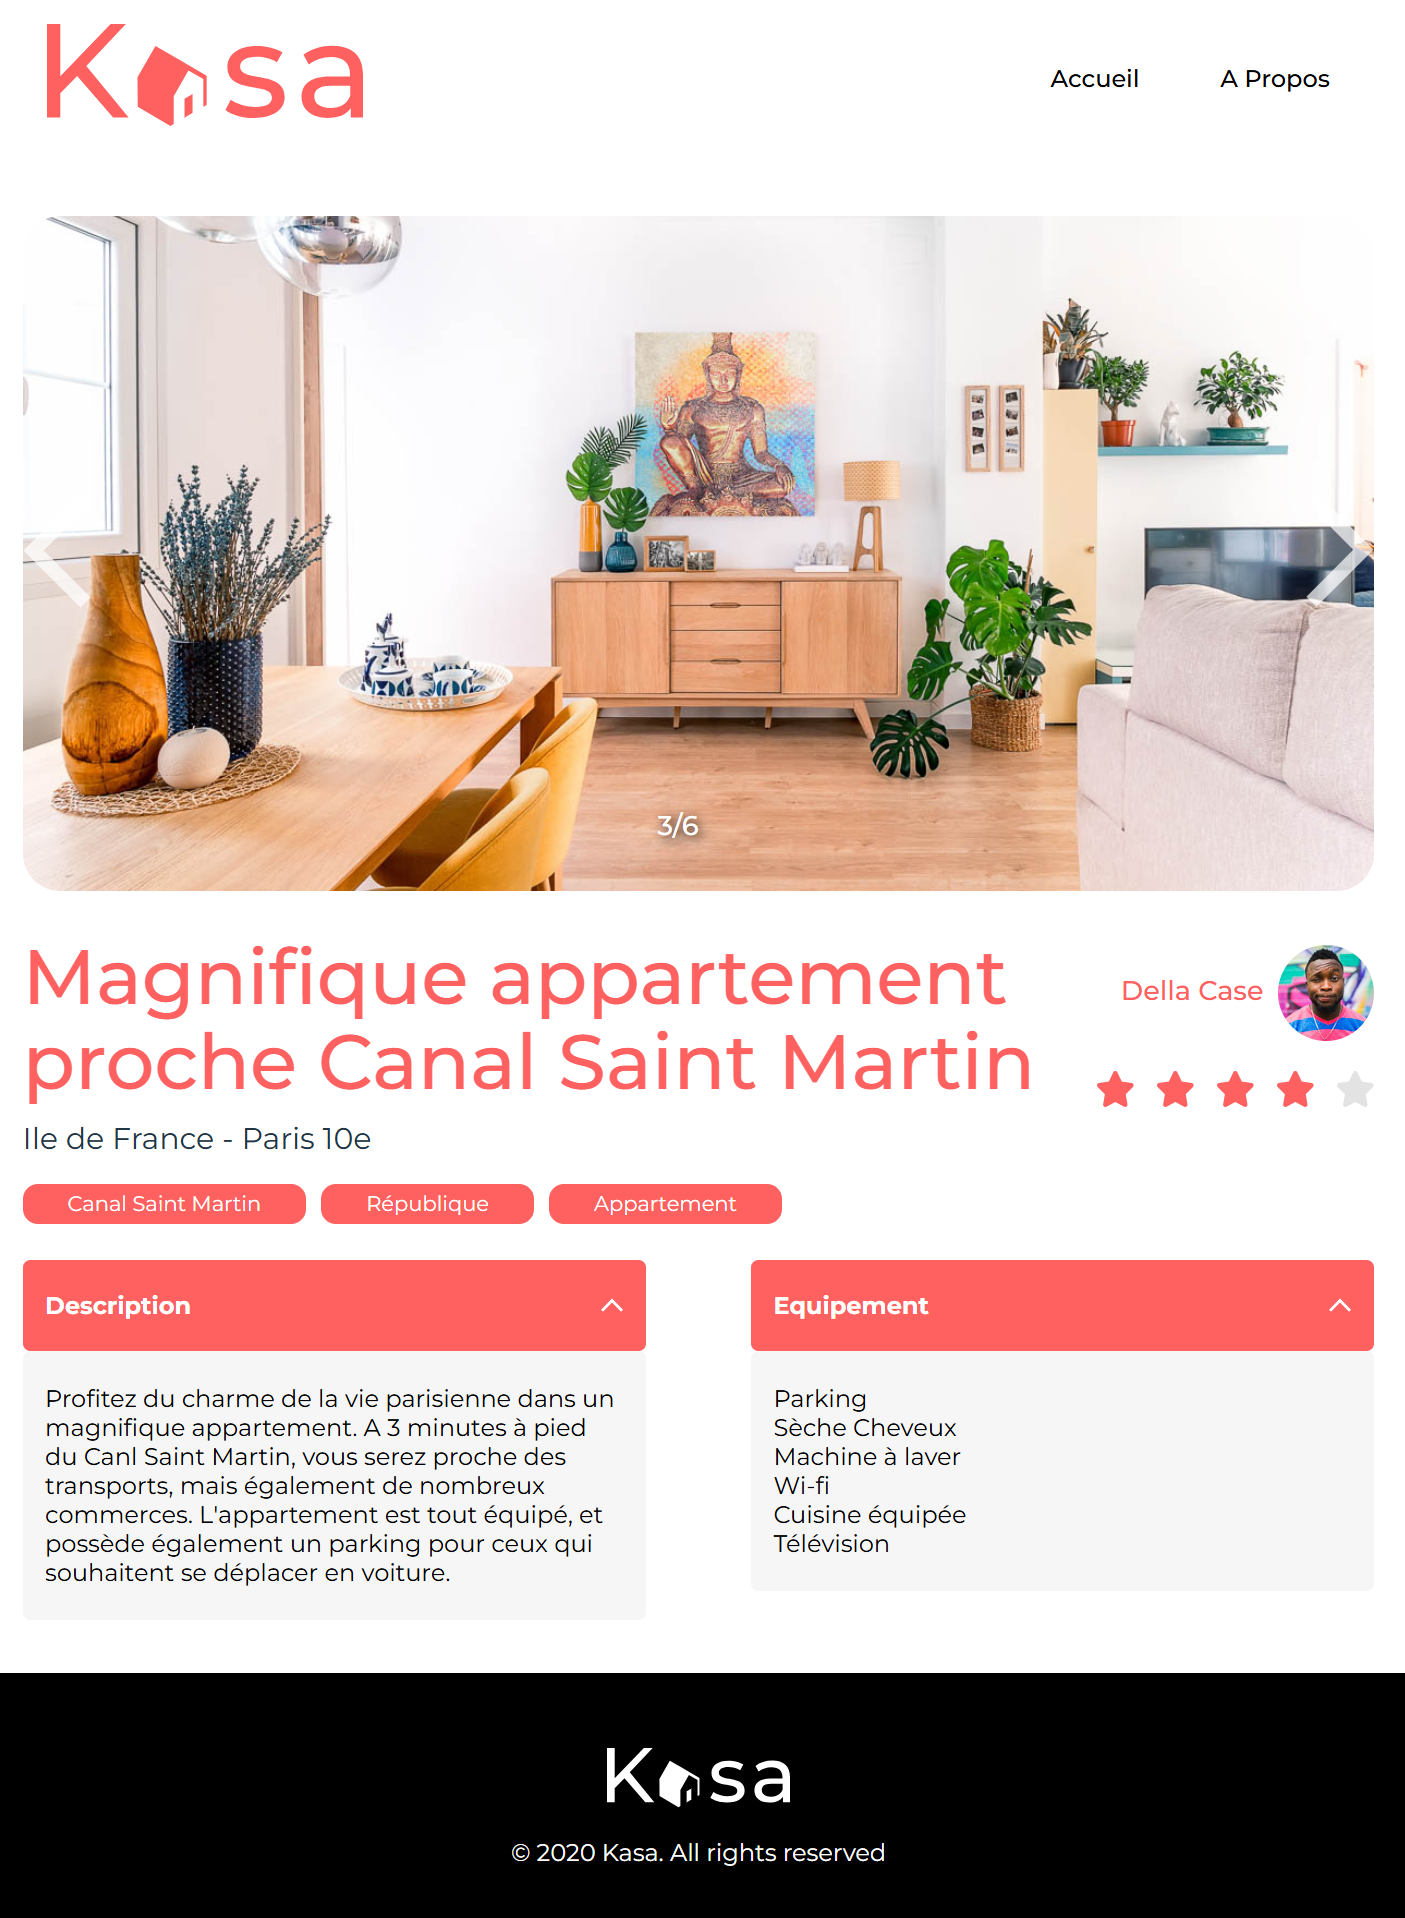 Kasa
Accueil
A Propos
3/6
Magnifique appartement
proche Canal Saint Martin
Della Case
Ile de France - Paris 10e
Canal Saint Martin
République
Appartement
Description
Profitez du charme de la vie parisienne dans un
magnifique appartement. A 3 minutes à pied
du Canl Saint Martin, vous serez proche des
transports, mais également de nombreux
commerces. L'appartement est tout équipé, et
possède également un parking pour ceux qui
souhaitent se déplacer en voiture.
Equipement
Parking
Sèche Cheveux
Machine à laver
Wi-fi
Cuisine équipée
Télévision
Kasa
© 2020 Kasa. All rights reserved